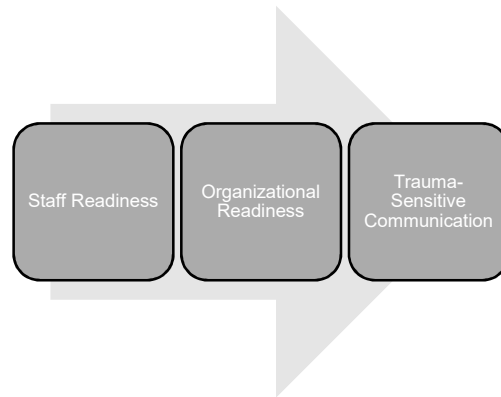 Staff Readiness
Organizational
Readiness
Trauma-
Sensitive
Communication